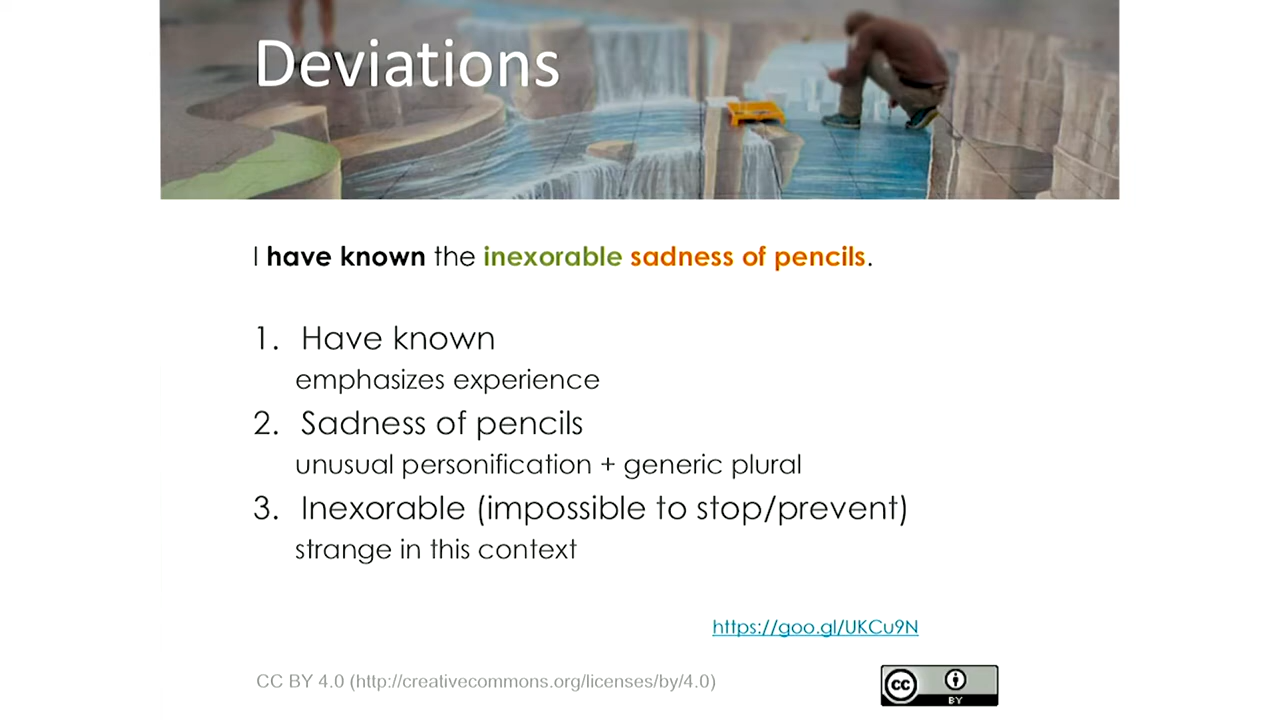 Deviations
I have known the inexorable sadness of pencils.
1. Have known
emphasizes experience
2. Sadness of pencils
unusual personification + generic plural
3. Inexorable (impossible to stop/prevent)
strange in this context
https://goo.gl/UKCu9N
CC BY 4.0 (http://creativecommons.org/licenses/by/4.0)
cc
BY